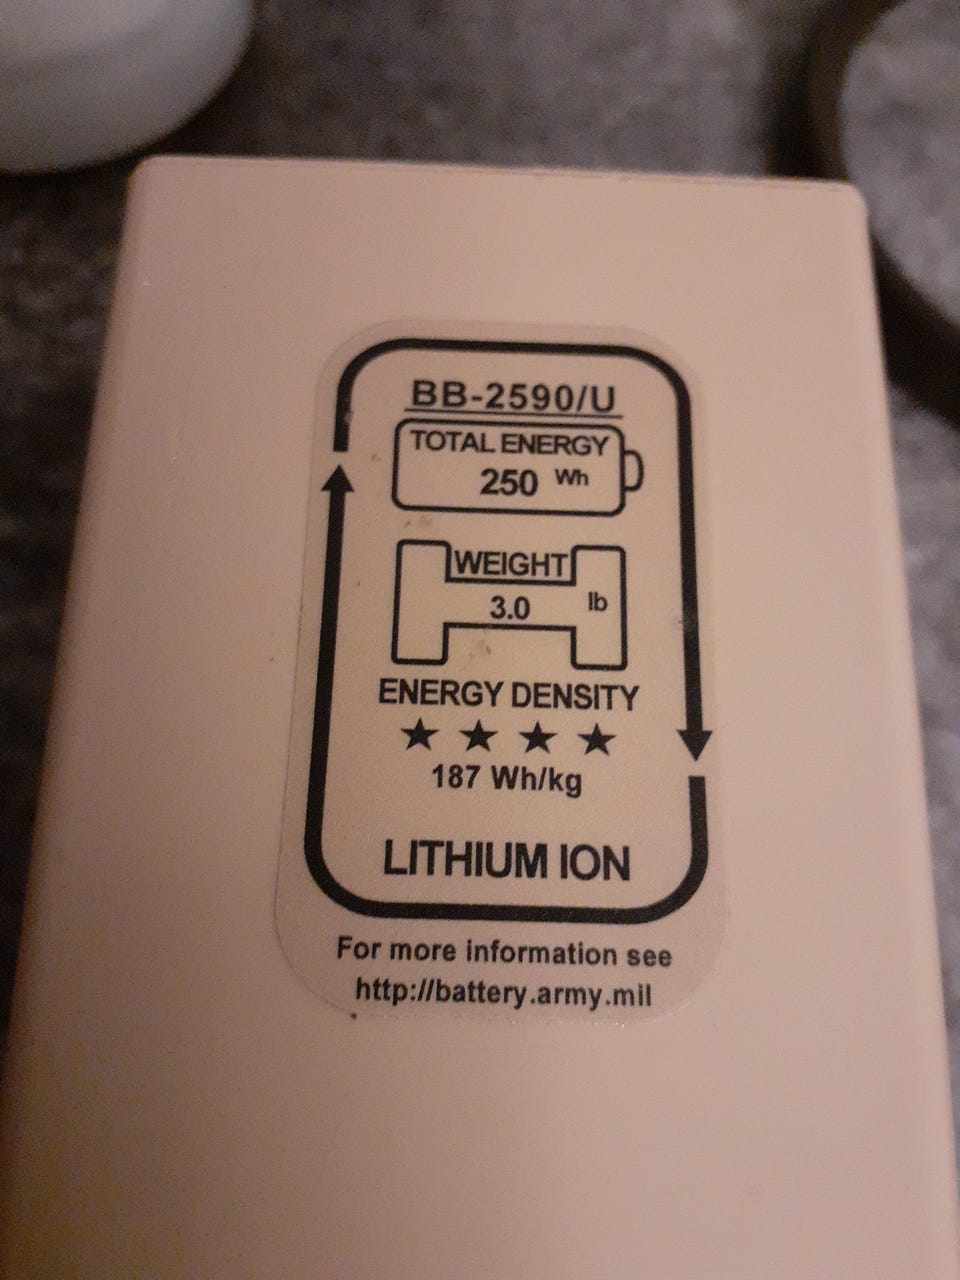 BB-2590/U
TOTAL ENERGY
250 Wh
WEIGHT
3.0 lb
ENERGY DENSITY
★ ★ ★ ★
187 Wh/kg
LITHIUM ION
For more information see
http://battery.army.mil